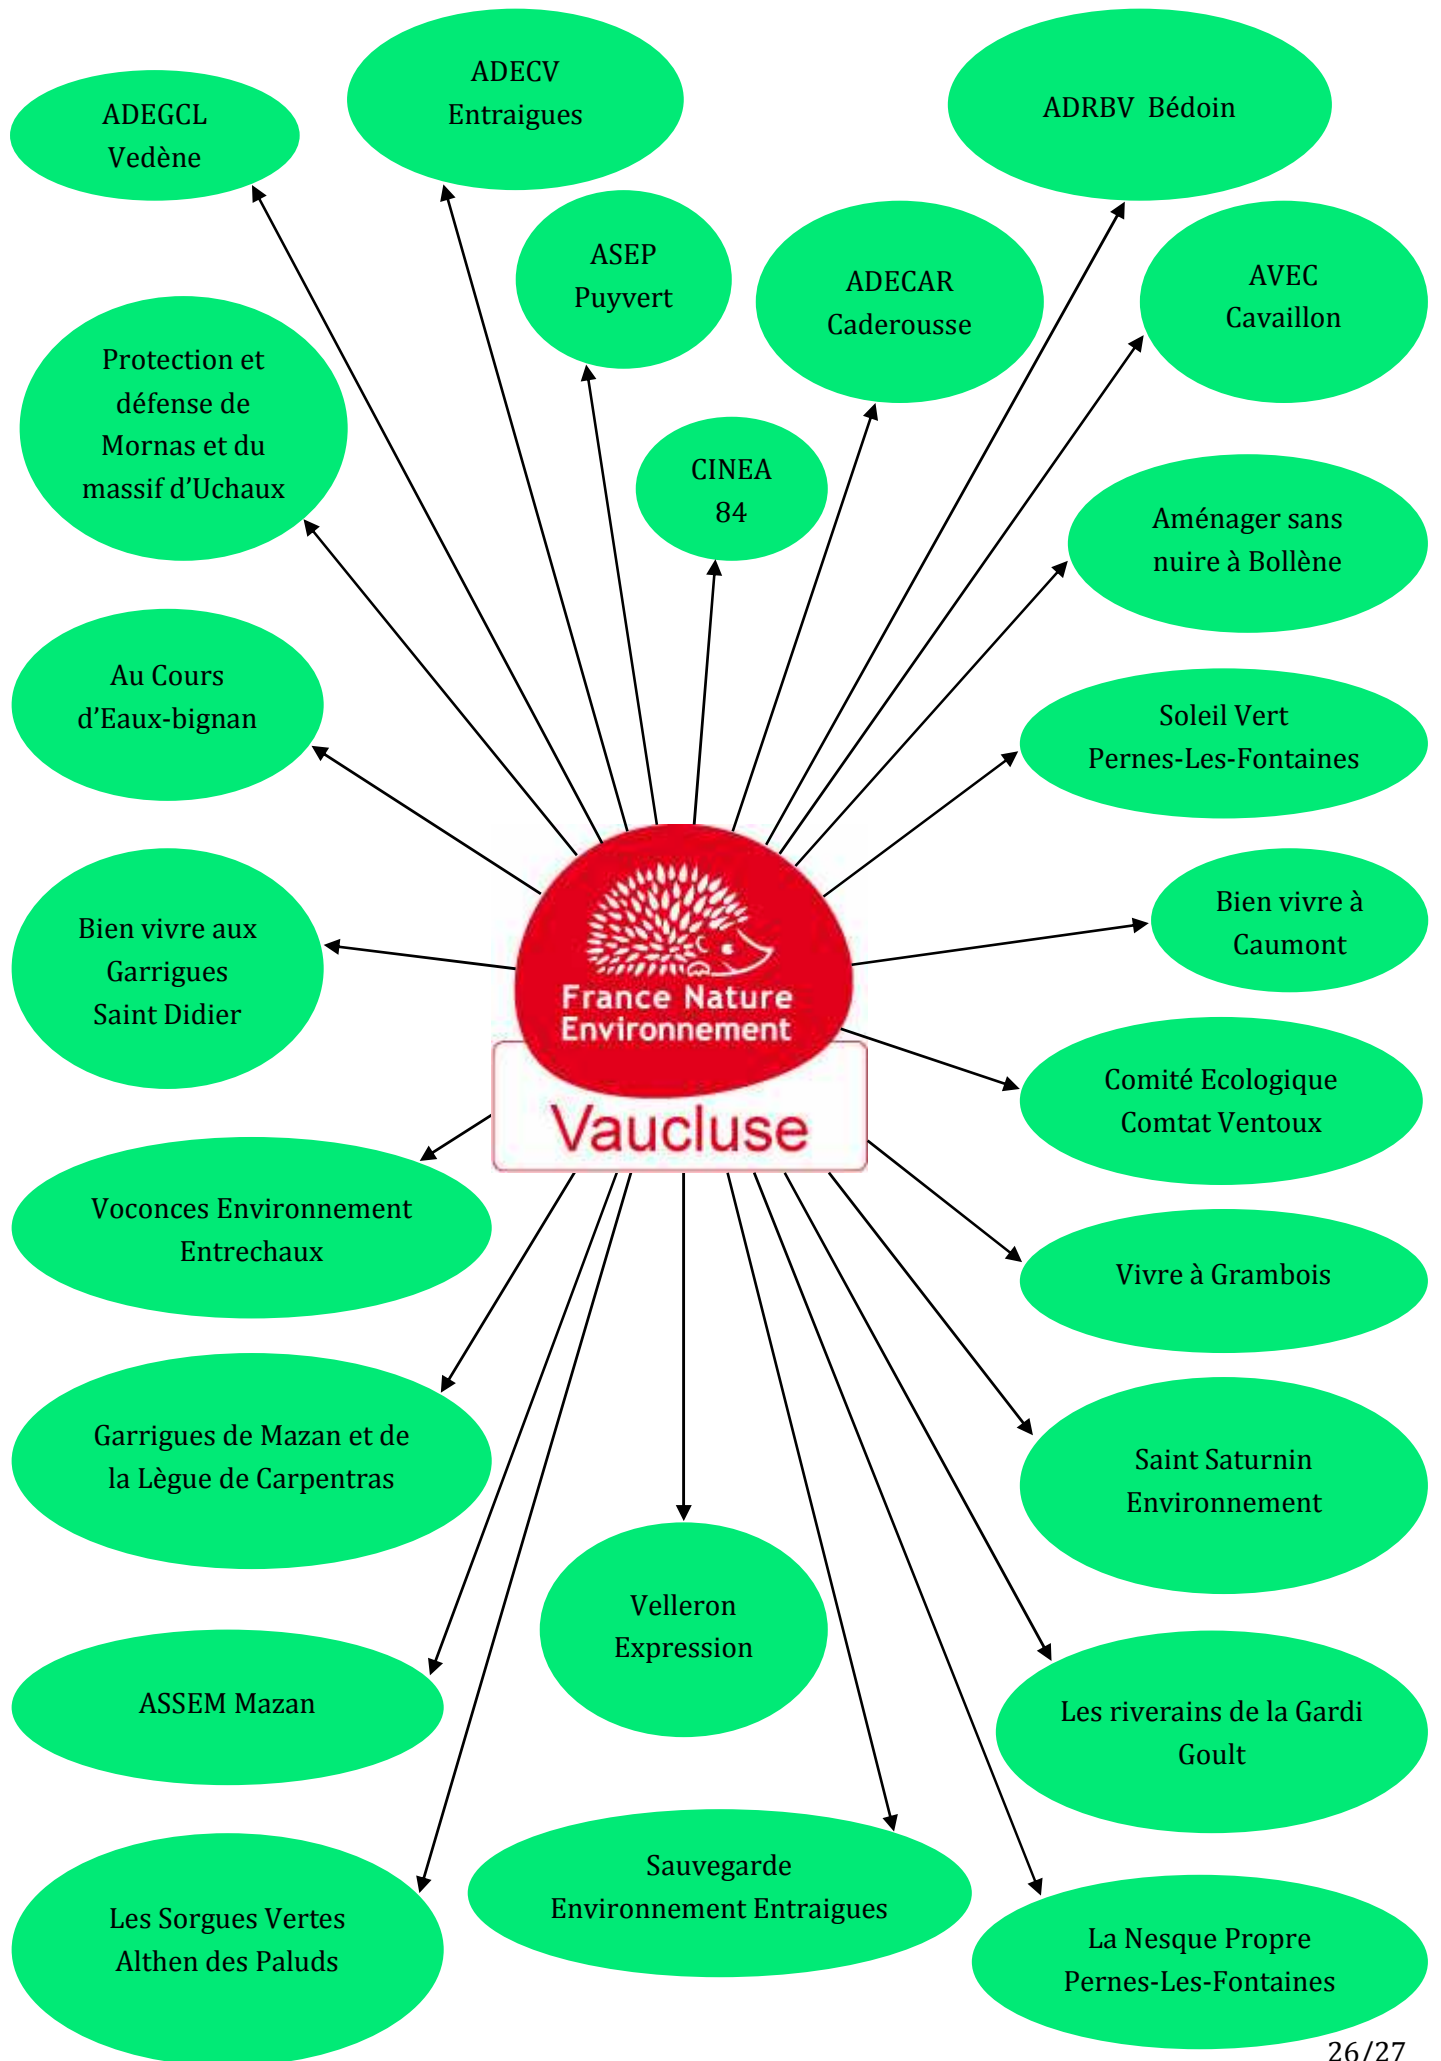 ADEGCL
Vedène
ADECV
Entraigues
ADRBV  Bédoin
ASEP
Puyvert
ADECAR
Caderousse
AVEC
Cavaillon
Protection et
défense de
Mornas et du
massif d’Uchaux
CINEA
84
Aménager sans
nuire à Bollène
Au Cours
d’Eaux-bignan
Soleil Vert
Pernes-Les-Fontaines
Bien vivre aux
Garrigues
Saint Didier
France Nature
Environnement
Vaucluse
Bien vivre à
Caumont
Comité Ecologique
Comtat Ventoux
Voconces Environnement
Entrechaux
Vivre à Grambois
Garrigues de Mazan et de
la Lègue de Carpentras
Saint Saturnin
Environnement
Velleron
Expression
ASSEM Mazan
Les riverains de la Gardi
Goult
Sauvegarde
Environnement Entraigues
Les Sorgues Vertes
Althen des Paluds
La Nesque Propre
Pernes-Les-Fontaines
26/27